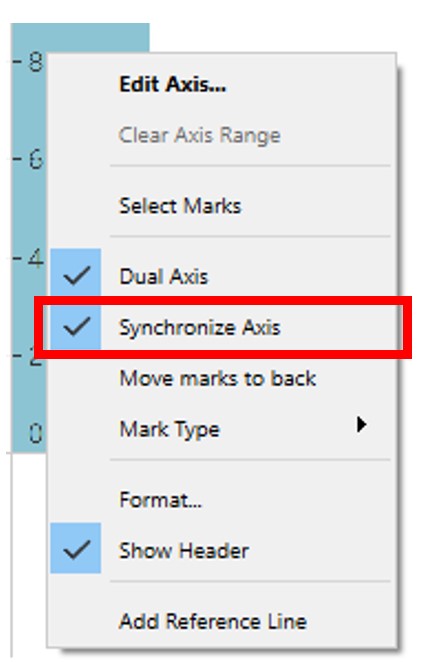 8
Edit Axis...
Clear Axis Range
6
Select Marks
4
Dual Axis
Synchronize Axis
2
Move marks to back
Mark Type
0
Format...
Show Header
Add Reference Line